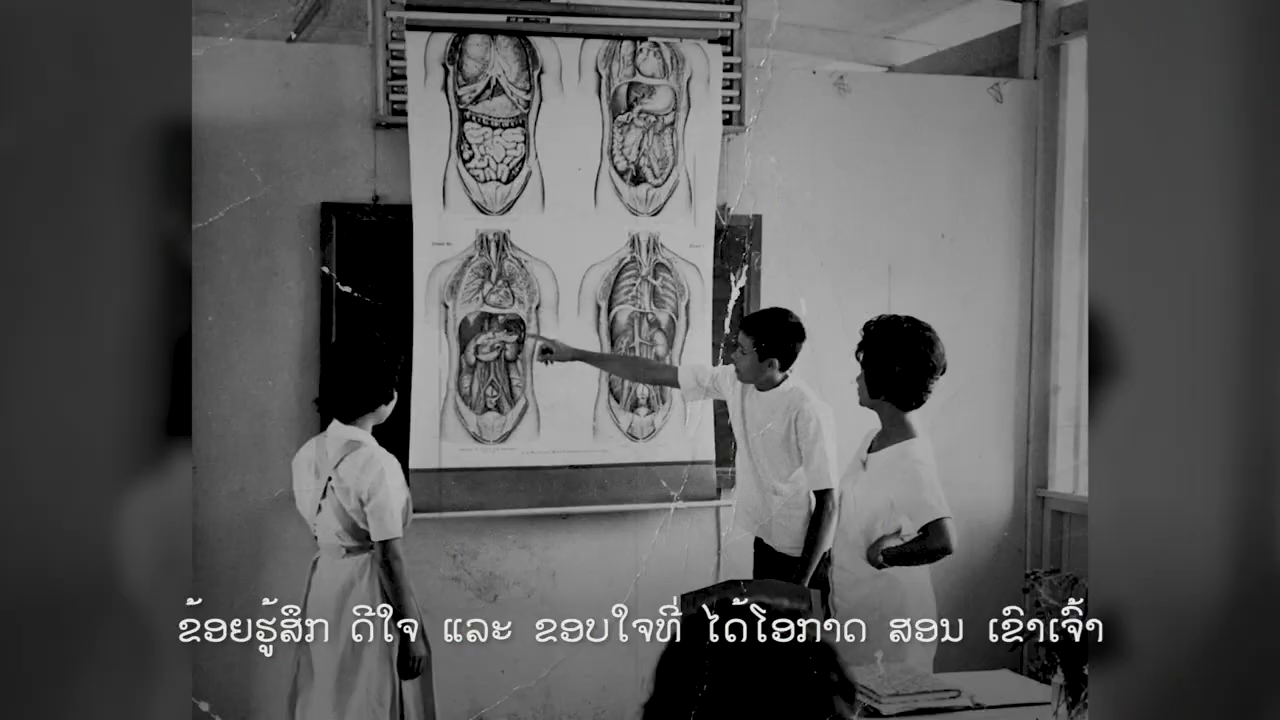 ຂ້ອຍຮູ້ສຶກ ດີໃຈ ແລະ ຂອບໃຈທີ່ ໄດ້ໂອກາດ ສອນ ເຂົາເຈົ້າ